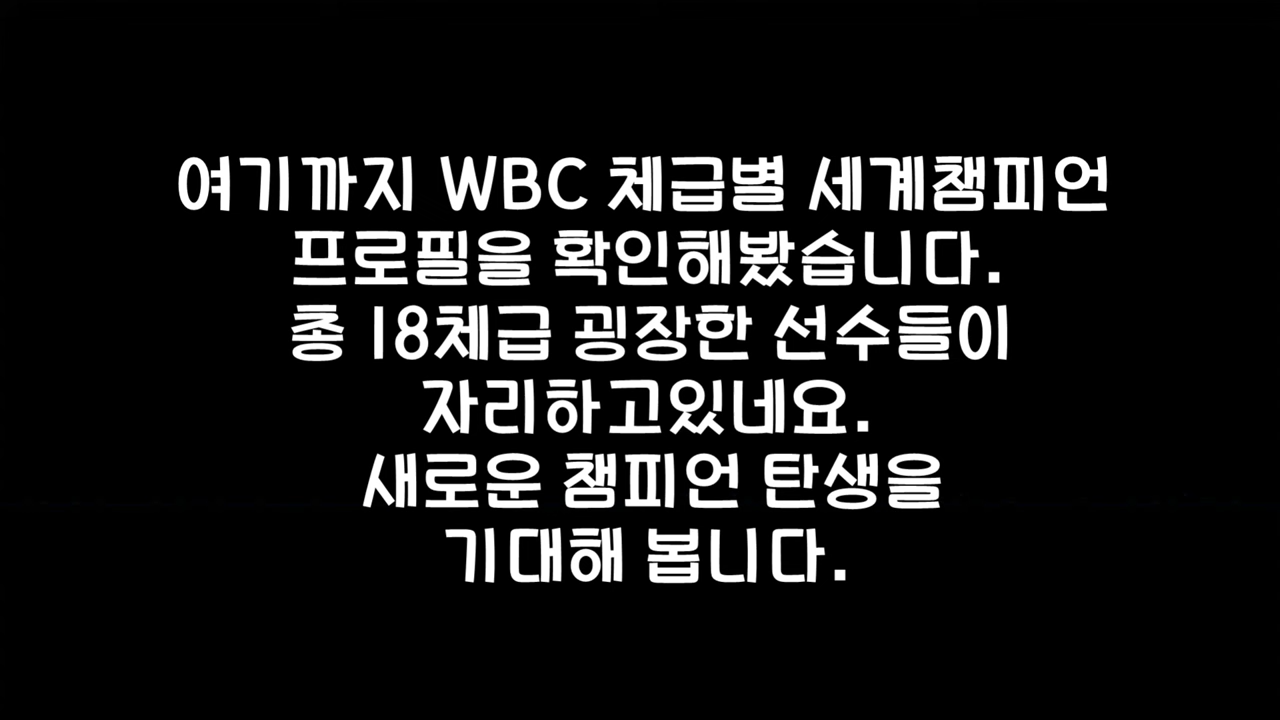 여기까지 WBC 체급별 세계챔피언
프로필을 확인해봤습니다.
총 18체급 굉장한 선수들이
자리하고있네요.
새로운 챔피언 탄생을
기대해 봅니다.